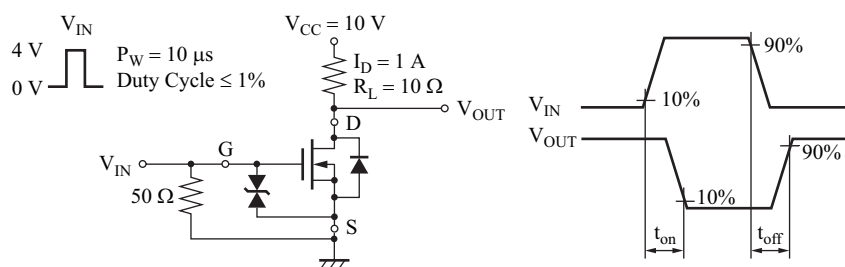 V_IN
4 V
0 V
P_W = 10 µs
Duty Cycle ≤ 1%
V_CC = 10 V
I_D = 1 A
R_L = 10 Ω
V_OUT
D
G
V_IN
50 Ω
S
90%
10%
V_IN
V_OUT
90%
10%
t_on
t_off